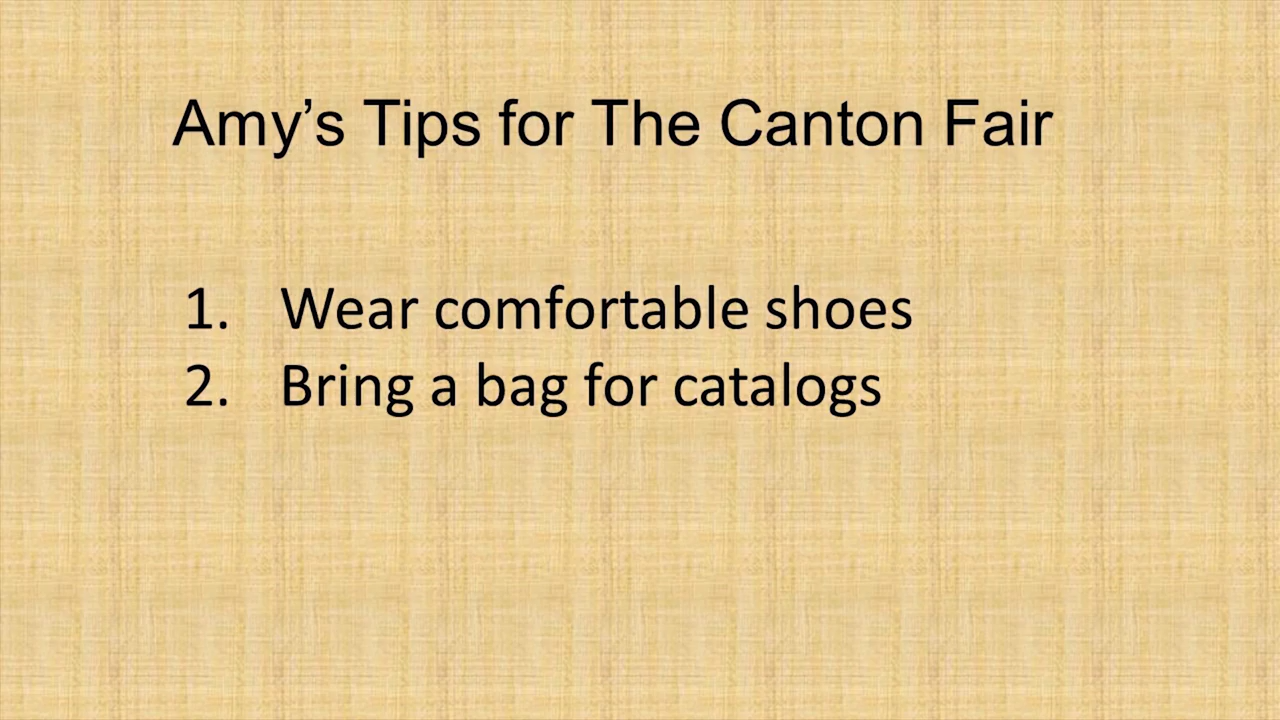 Amy’s Tips for The Canton Fair
1. Wear comfortable shoes
2. Bring a bag for catalogs